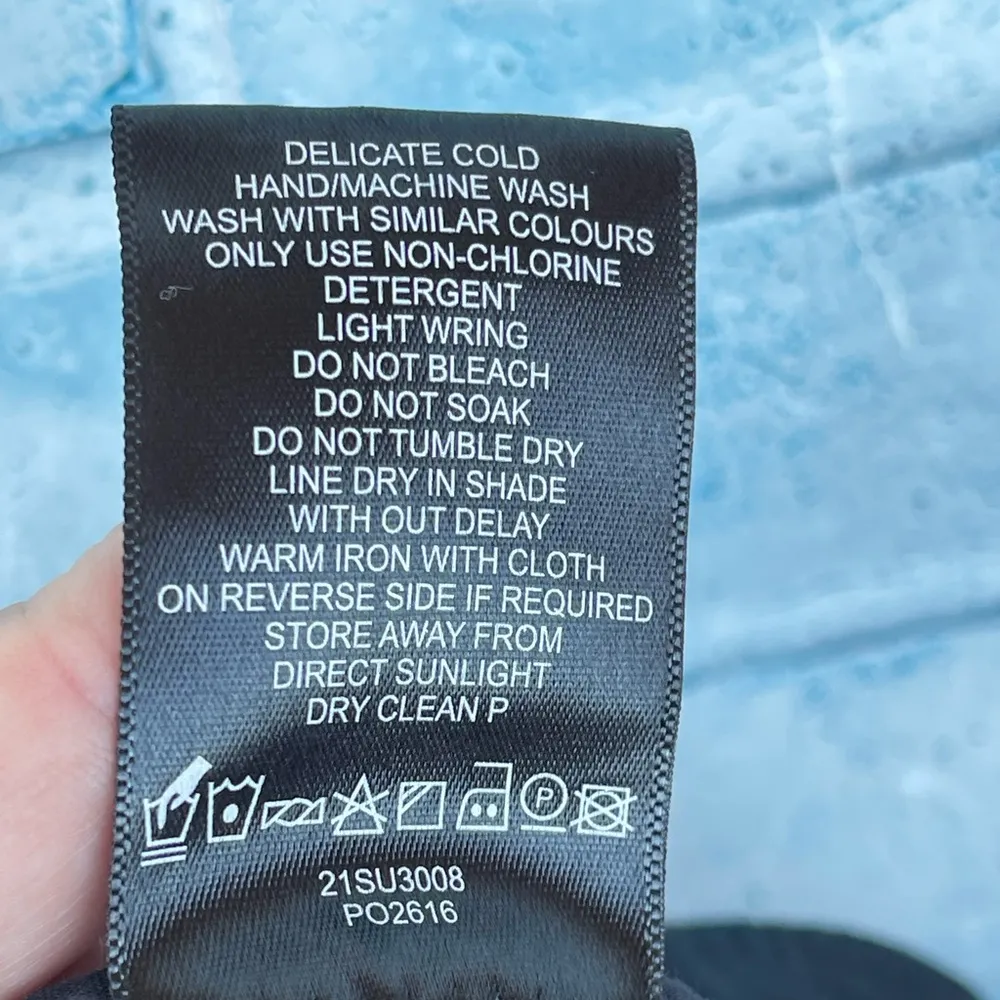 DELICATE COLD
HAND/MACHINE WASH
WASH WITH SIMILAR COLOURS
ONLY USE NON-CHLORINE
DETERGENT
LIGHT WRING
DO NOT BLEACH
DO NOT SOAK
DO NOT TUMBLE DRY
LINE DRY IN SHADE
WITH OUT DELAY
WARM IRON WITH CLOTH
ON REVERSE SIDE IF REQUIRED
STORE AWAY FROM
DIRECT SUNLIGHT
DRY CLEAN P
P
21SU3008
PO2616